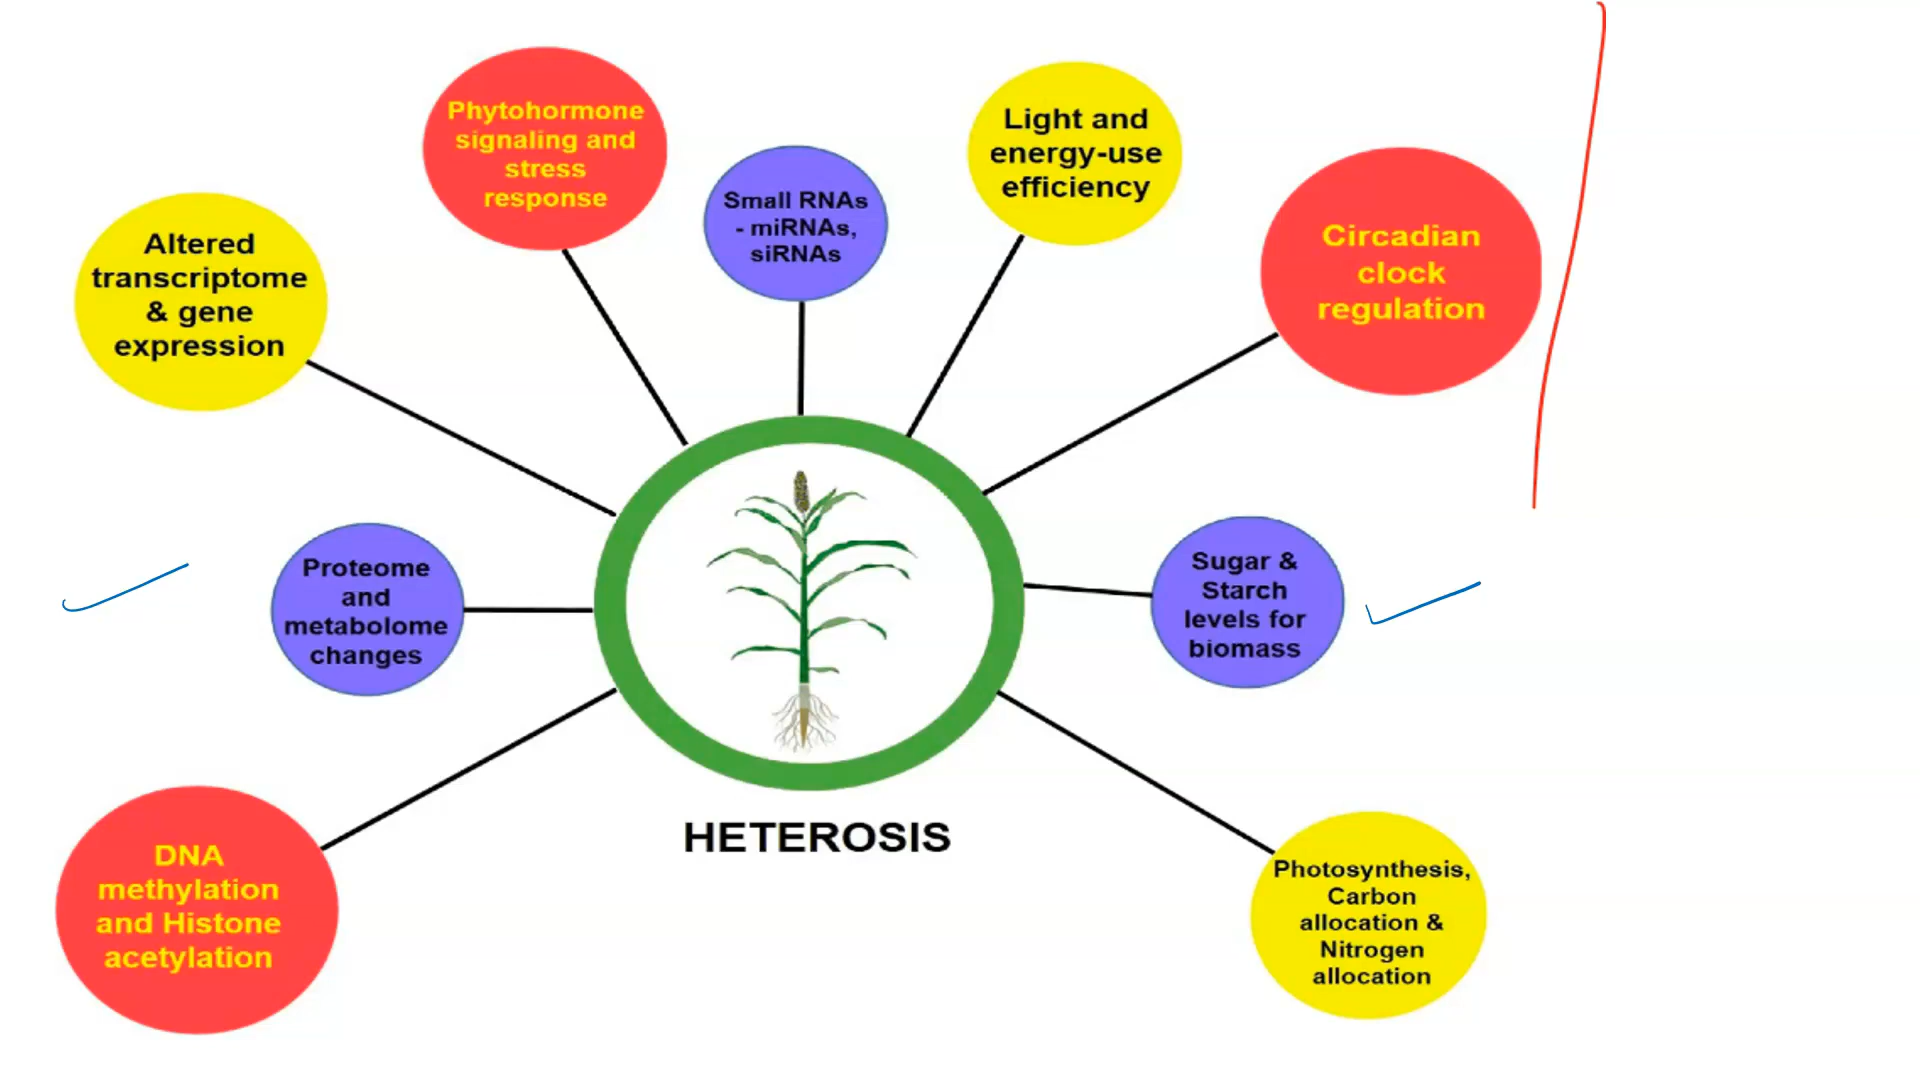 Phytohormone
signaling and
stress
response
Light and
energy-use
efficiency
Small RNAs
- miRNAs,
siRNAs
Altered
transcriptome
& gene
expression
Circadian
clock
regulation
Proteome
and
metabolome
changes
Sugar &
Starch
levels for
biomass
HETEROSIS
DNA
methylation
and Histone
acetylation
Photosynthesis,
Carbon
allocation &
Nitrogen
allocation